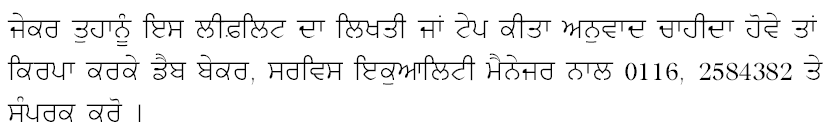 ਜੇਕਰ ਤੁਹਾਨੂੰ ਇਸ ਲੀਫ਼ਲਿਟ ਦਾ ਲਿਖਤੀ ਜਾਂ ਟੇਪ ਕੀਤਾ ਅਨੁਵਾਦ ਚਾਹੀਦਾ ਹੋਵੇ ਤਾਂ
ਕਿਰਪਾ ਕਰਕੇ ਡੈਬ ਬੇਕਰ, ਸਰਵਿਸ ਇਕੁਆਲਿਟੀ ਮੈਨੇਜਰ ਨਾਲ 0116, 2584382 ਤੇ
ਸੰਪਰਕ ਕਰੋ ।